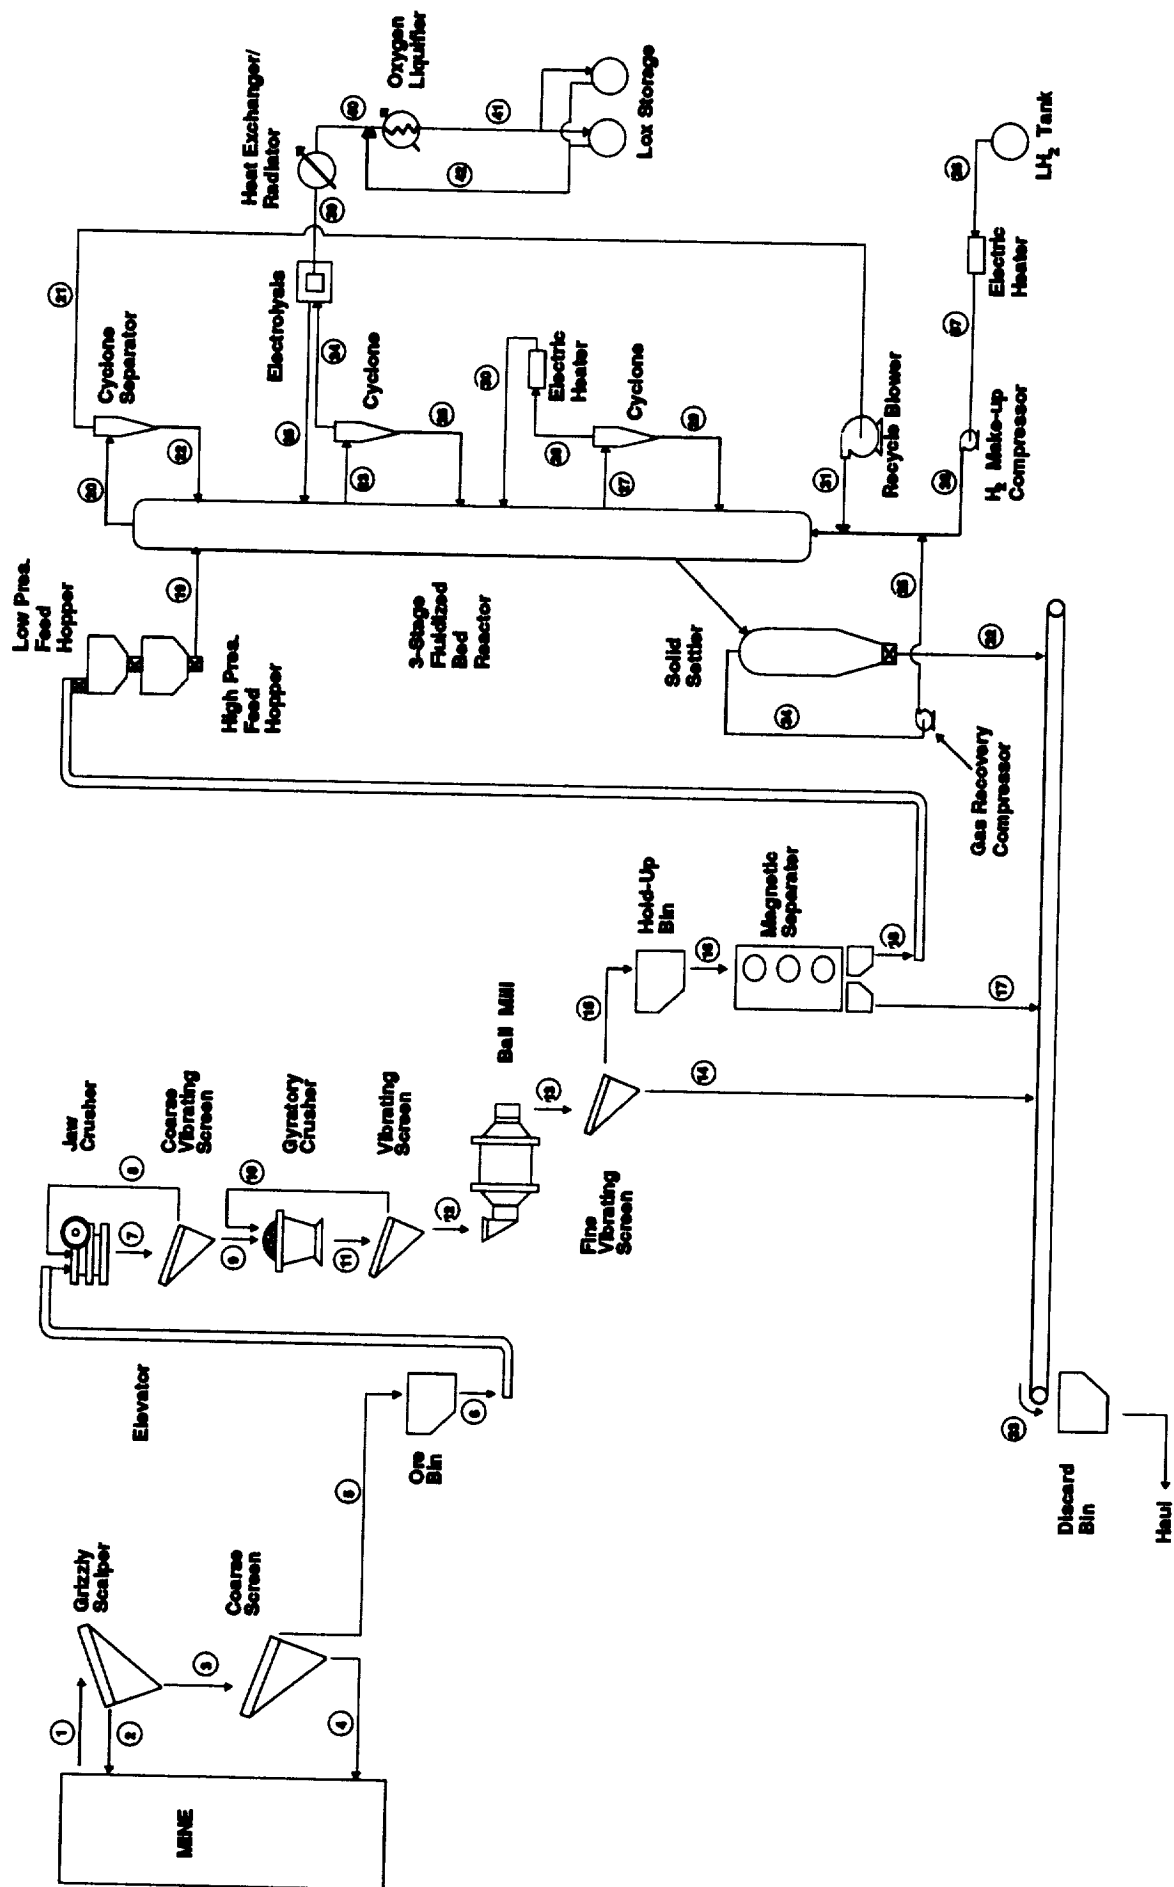 MINE
1
2
Grizzly
Scalper
3
Coarse
Screen
4
5
Ore
Bin
6
Elevator
Jaw
Crusher
7
8
Coarse
Vibrating
Screen
9
10
Gyratory
Crusher
11
Vibrating
Screen
12
Ball Mill
13
Fine
Vibrating
Screen
14
15
Hold-Up
Bin
16
Magnetic
Separater
17
18
Low Pres.
Feed
Hopper
High Pres.
Feed
Hopper
19
3-Stage
Fluidized
Bed
Reactor
20
21
22
Cyclone
Separator
23
24
Cyclone
Electrolysis
27
Cyclone
29
30
Electric
Heater
31
Recycle Blower
Solid
Settler
32
34
35
Gas Recovery
Compressor
33
Discard
Bin
Haul
36
LH2 Tank
Electric
Heater
37
H2 Make-up
Compressor
38
39
Heat Exchanger/
Radiator
40
Oxygen
Liquifier
41
42
Lox Storage